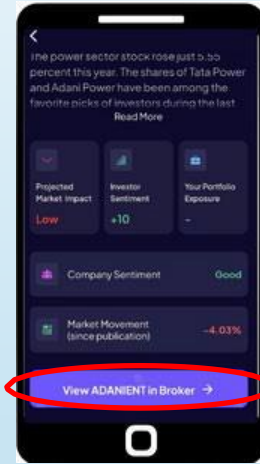 The power sector stock rose just 5.55
percent this year. The shares of Tata Power
and Adani Power have been among the
favorite picks of investors during the last
Read More
Projected
Market Impact
Low
Investor
Sentiment
+10
Your Portfolio
Exposure
-
Company Sentiment
Good
Market Movement
(since publication)
-4.03%
View ADANIENT in Broker →